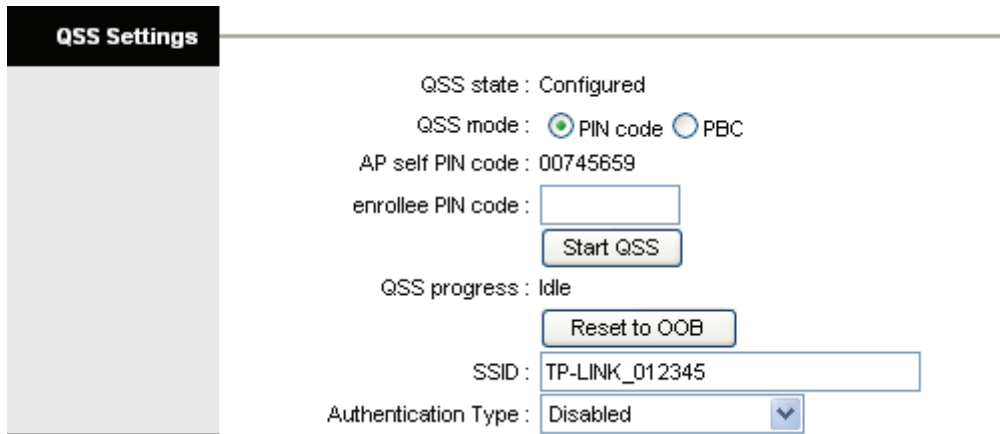 QSS Settings
QSS state : Configured
QSS mode : PIN code PBC
AP self PIN code : 00745659
enrollee PIN code :
Start QSS
QSS progress : Idle
Reset to OOB
SSID : TP-LINK_012345
Authentication Type : Disabled